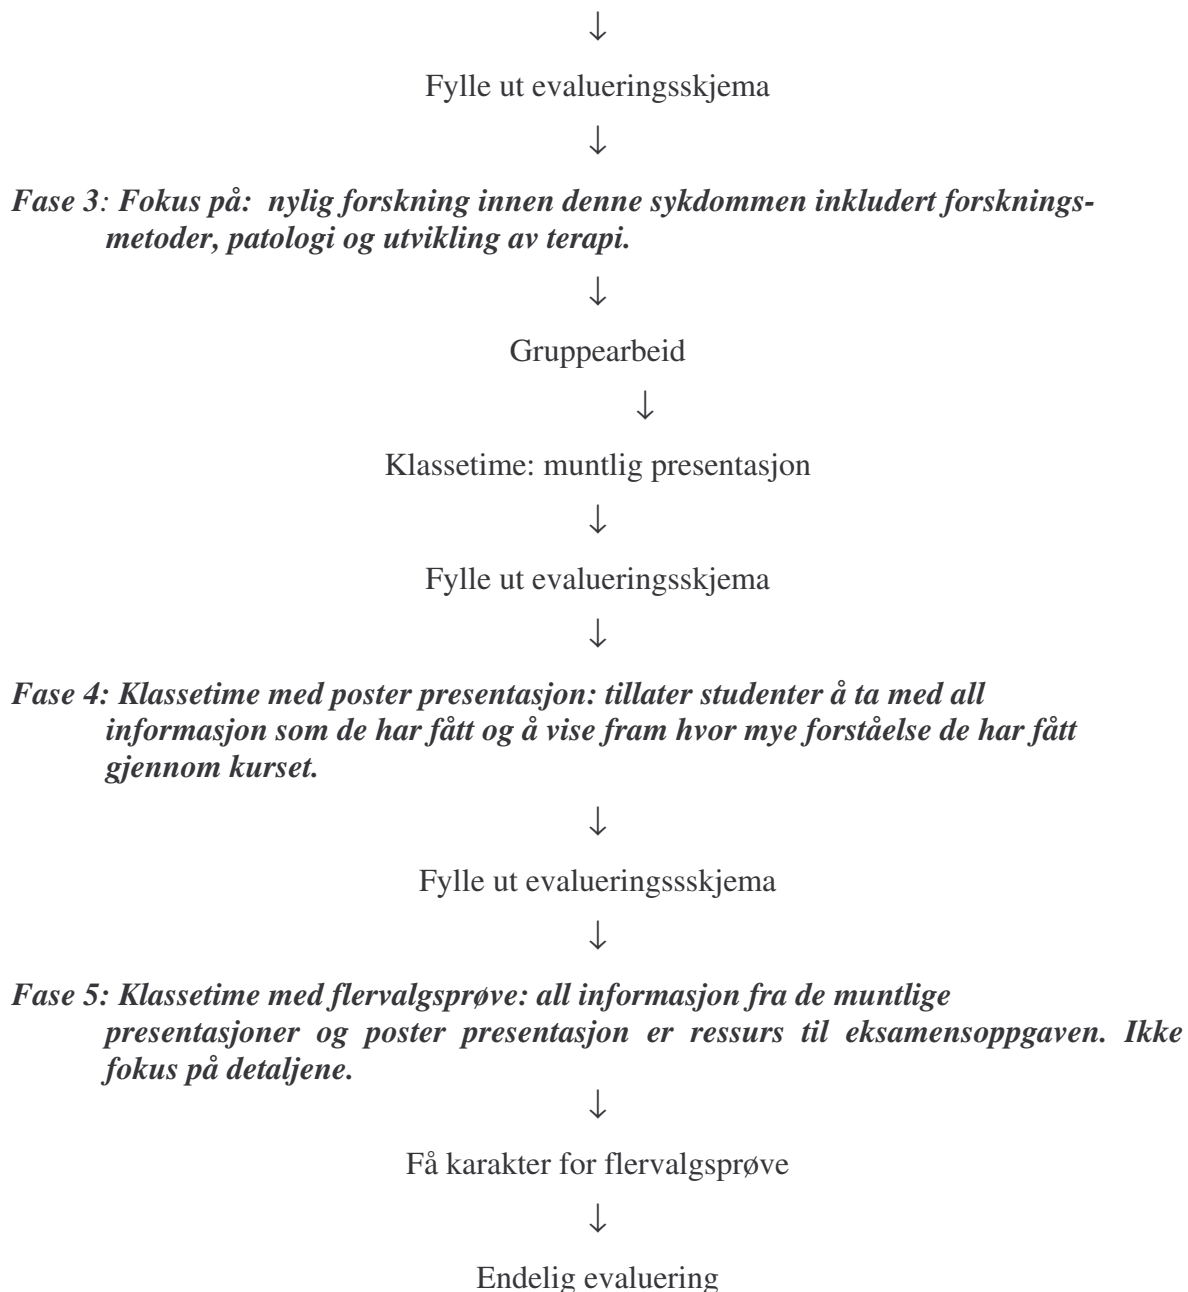 ↓
Fylle ut evalueringsskjema
↓
Fase 3: Fokus på:  nylig forskning innen denne sykdommen inkludert forsknings-
metoder, patologi og utvikling av terapi.
↓
Gruppearbeid
↓
Klassetime: muntlig presentasjon
↓
Fylle ut evalueringsskjema
↓
Fase 4: Klassetime med poster presentasjon: tillater studenter å ta med all
informasjon som de har fått og å vise fram hvor mye forståelse de har fått
gjennom kurset.
↓
Fylle ut evalueringssskjema
↓
Fase 5: Klassetime med flervalgsprøve: all informasjon fra de muntlige
presentasjoner og poster presentasjon er ressurs til eksamensoppgaven. Ikke
fokus på detaljene.
↓
Få karakter for flervalgsprøve
↓
Endelig evaluering